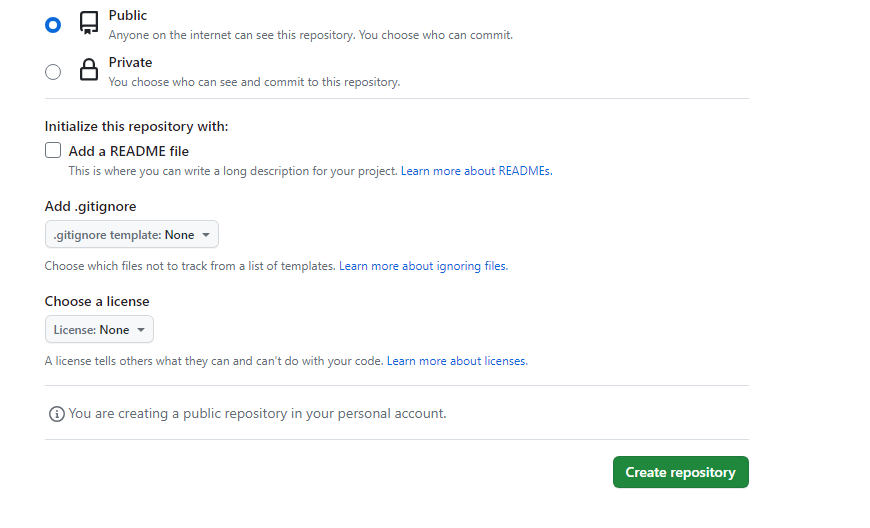 Public
Anyone on the internet can see this repository. You choose who can commit.
Private
You choose who can see and commit to this repository.
Initialize this repository with:
Add a README file
This is where you can write a long description for your project. Learn more about READMEs.
Add .gitignore
.gitignore template: None
Choose which files not to track from a list of templates. Learn more about ignoring files.
Choose a license
License: None
A license tells others what they can and can't do with your code. Learn more about licenses.
You are creating a public repository in your personal account.
Create repository